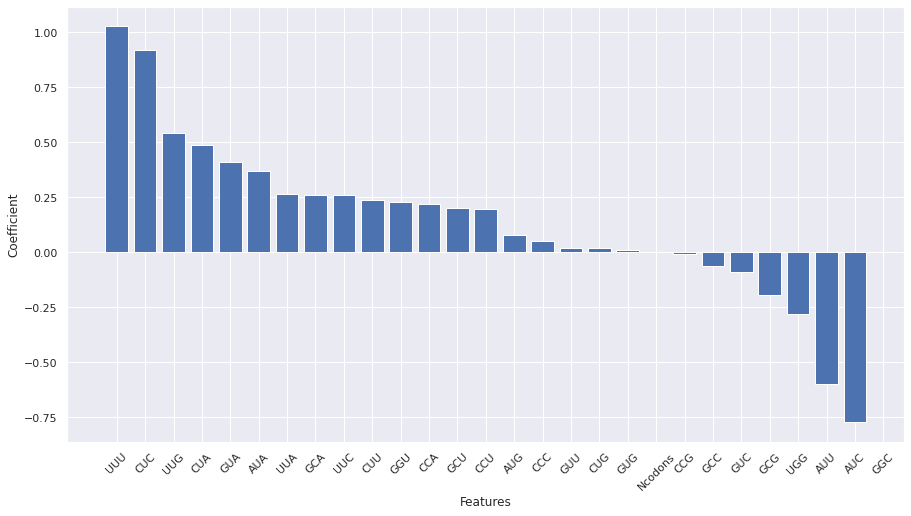 Coefficient
1.00
0.75
0.50
0.25
0.00
−0.25
−0.50
−0.75
UUU
CUC
UUG
CUA
GUA
AUA
UUA
GCA
UUC
CUU
GGU
CCA
GCU
CCU
AUG
CCC
GUU
CUG
GUG
Ncodons
CCG
GCC
GUC
GCG
UGG
AUU
AUC
GGC
Features